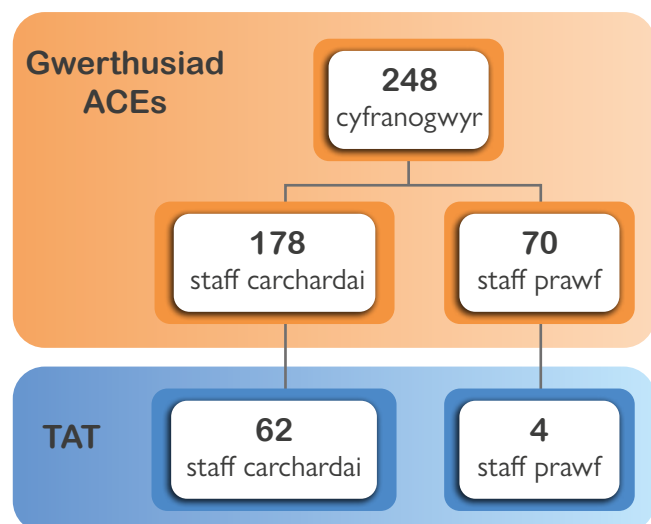 Gwerthusiad
ACEs
248
cyfranogwyr
178
staff carchardai
70
staff prawf
TAT
62
staff carchardai
4
staff prawf